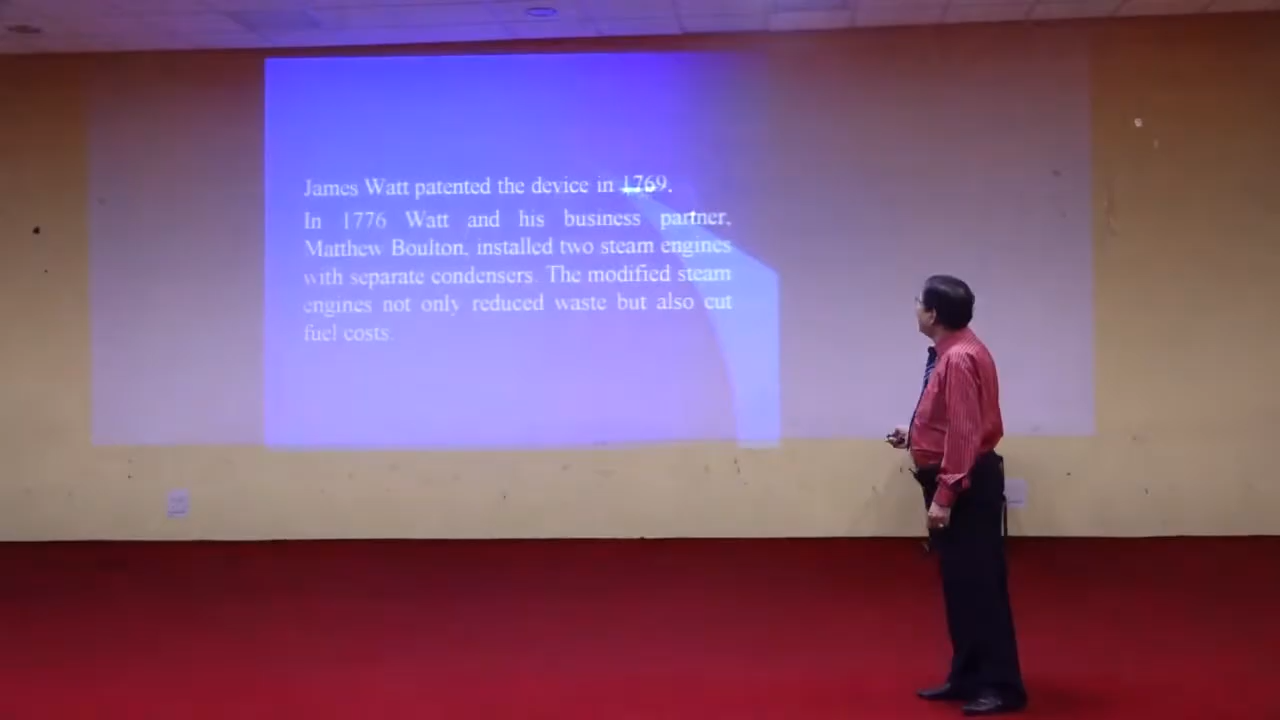 James Watt patented the device in 1769.
In 1776 Watt and his business partner,
Matthew Boulton, installed two steam engines
with separate condensers. The modified steam
engines not only reduced waste but also cut
fuel costs.